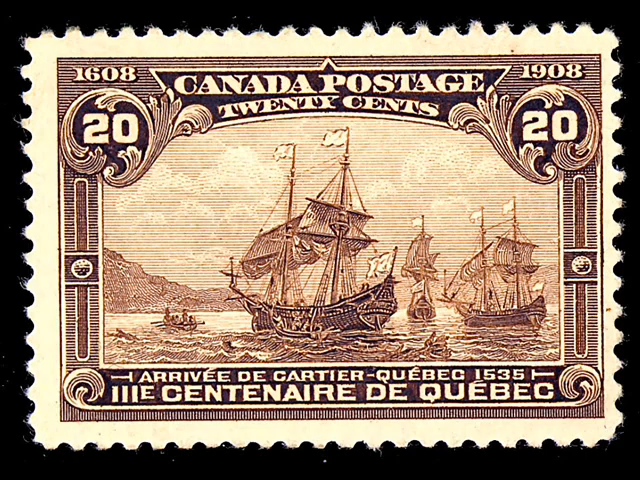 1608 1908
CANADA POSTAGE
TWENTY CENTS
20 20
ARRIVÉE DE CARTIER-QUÉBEC 1535
IIIE CENTENAIRE DE QUÉBEC